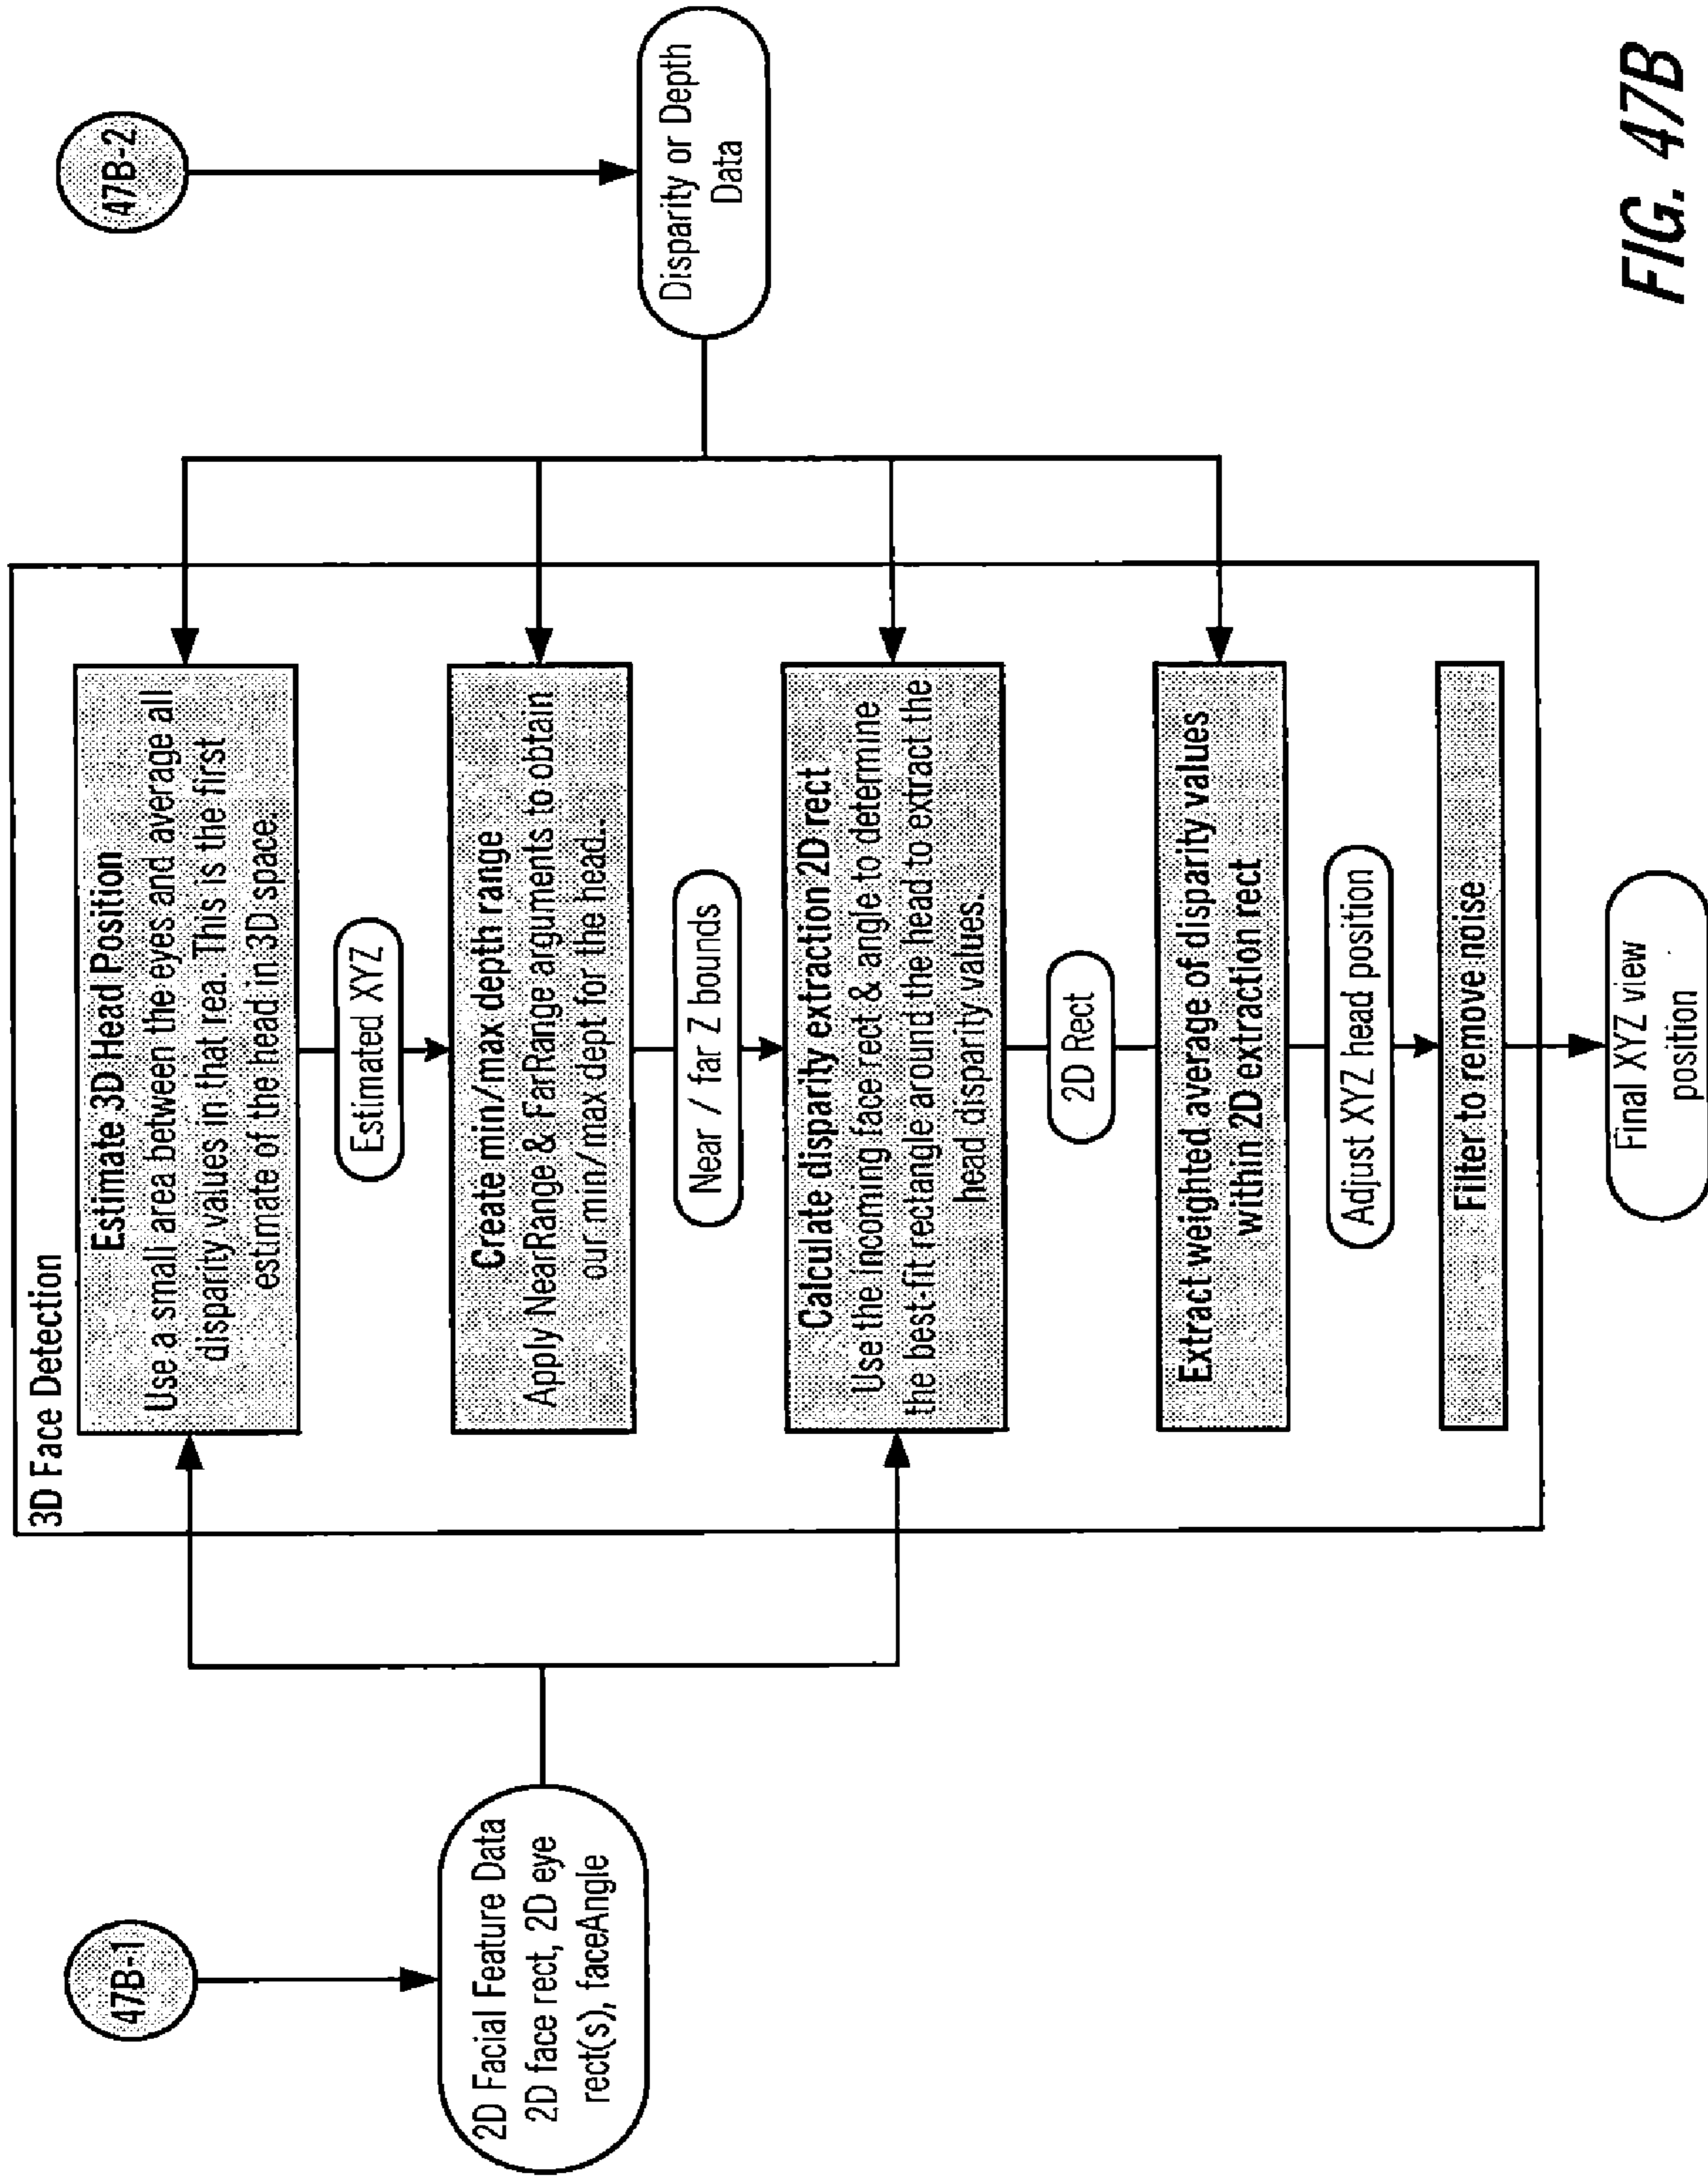 47B-1
2D Facial Feature Data
2D face rect, 2D eye
rect(s), faceAngle
3D Face Detection
Estimate 3D Head Position
Use a small area between the eyes and average all
disparity values in that rea. This is the first
estimate of the head in 3D space.
Estimated XYZ
Create min/max depth range
Apply NearRange & FarRange arguments to obtain
our min/max dept for the head..
Near / far Z bounds
Calculate disparity extraction 2D rect
Use the incoming face rect & angle to determine
the best-fit rectangle around the head to extract the
head disparity values.
2D Rect
Extract weighted average of disparity values
within 2D extraction rect
Adjust XYZ head position
Filter to remove noise
Final XYZ view
position
47B-2
Disparity or Depth
Data
FIG. 47B